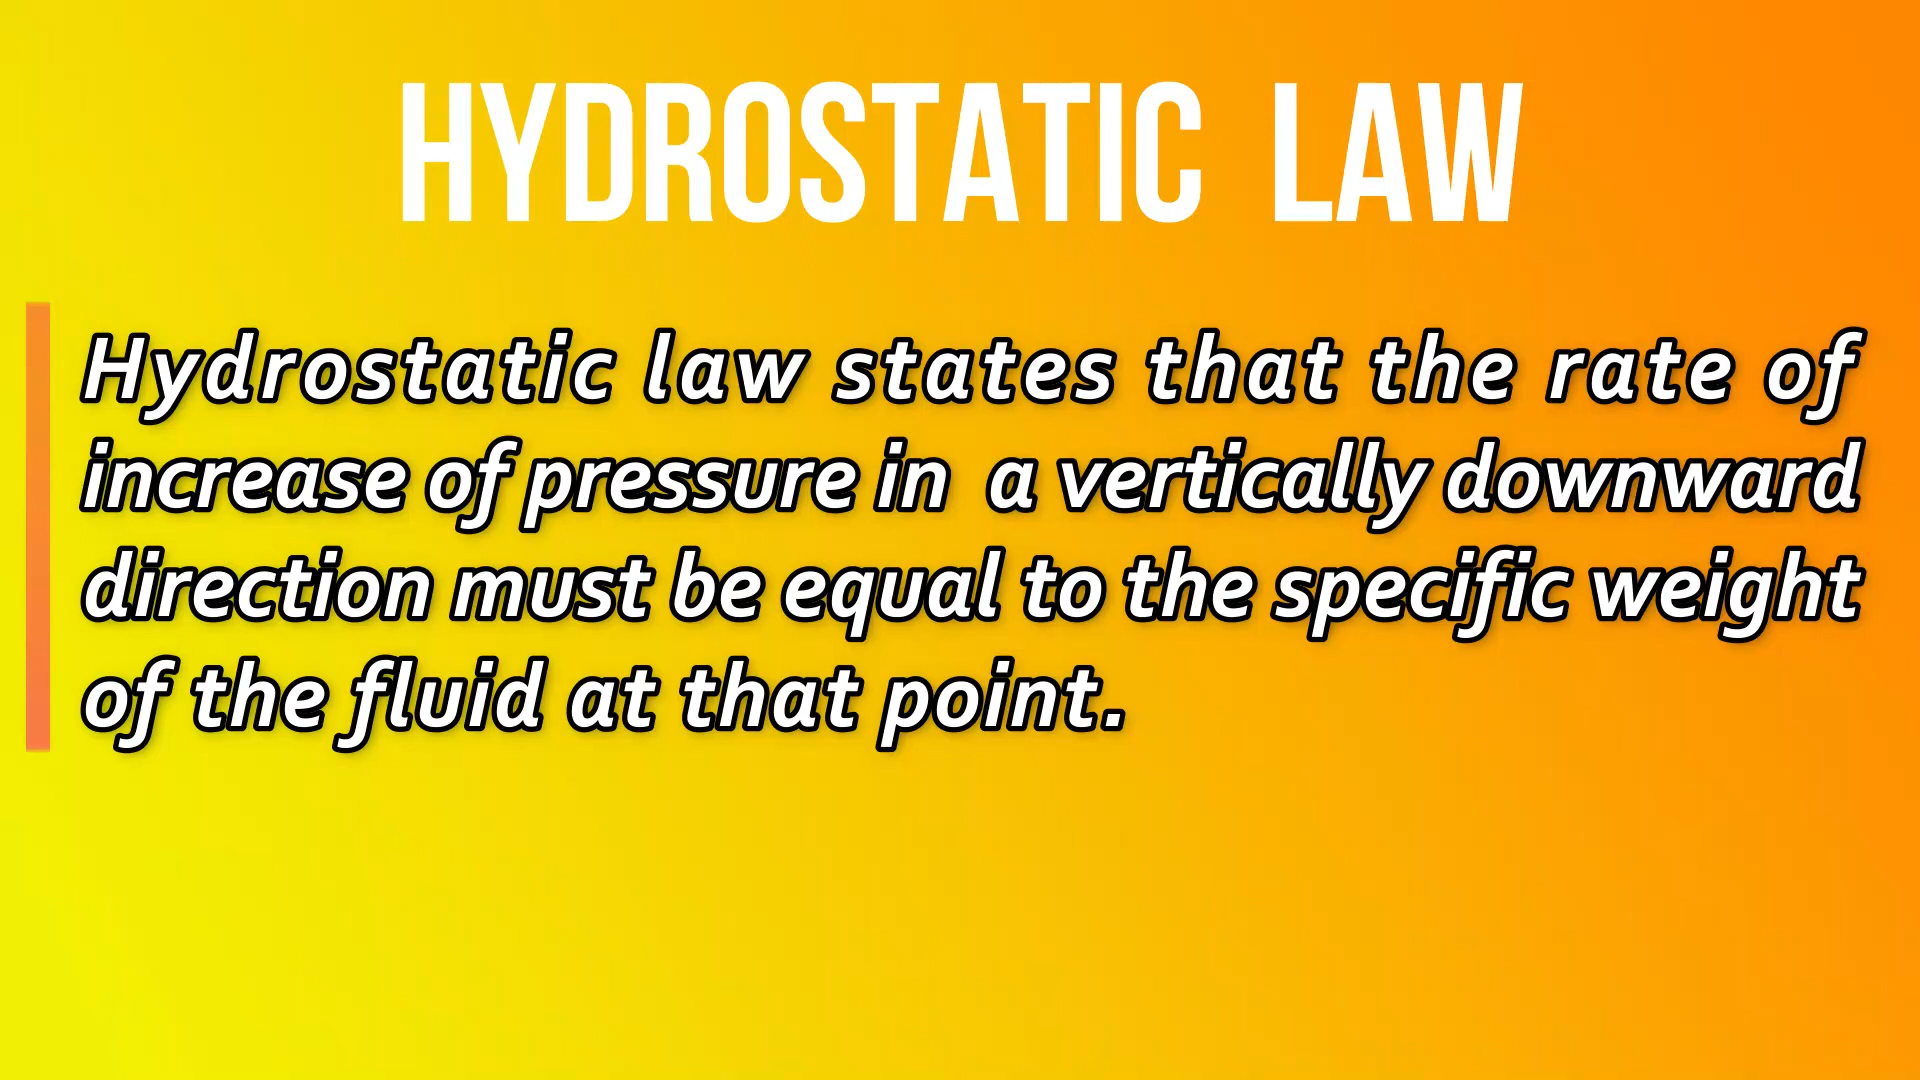 HYDROSTATIC LAW
Hydrostatic law states that the rate of
increase of pressure in a vertically downward
direction must be equal to the specific weight
of the fluid at that point.